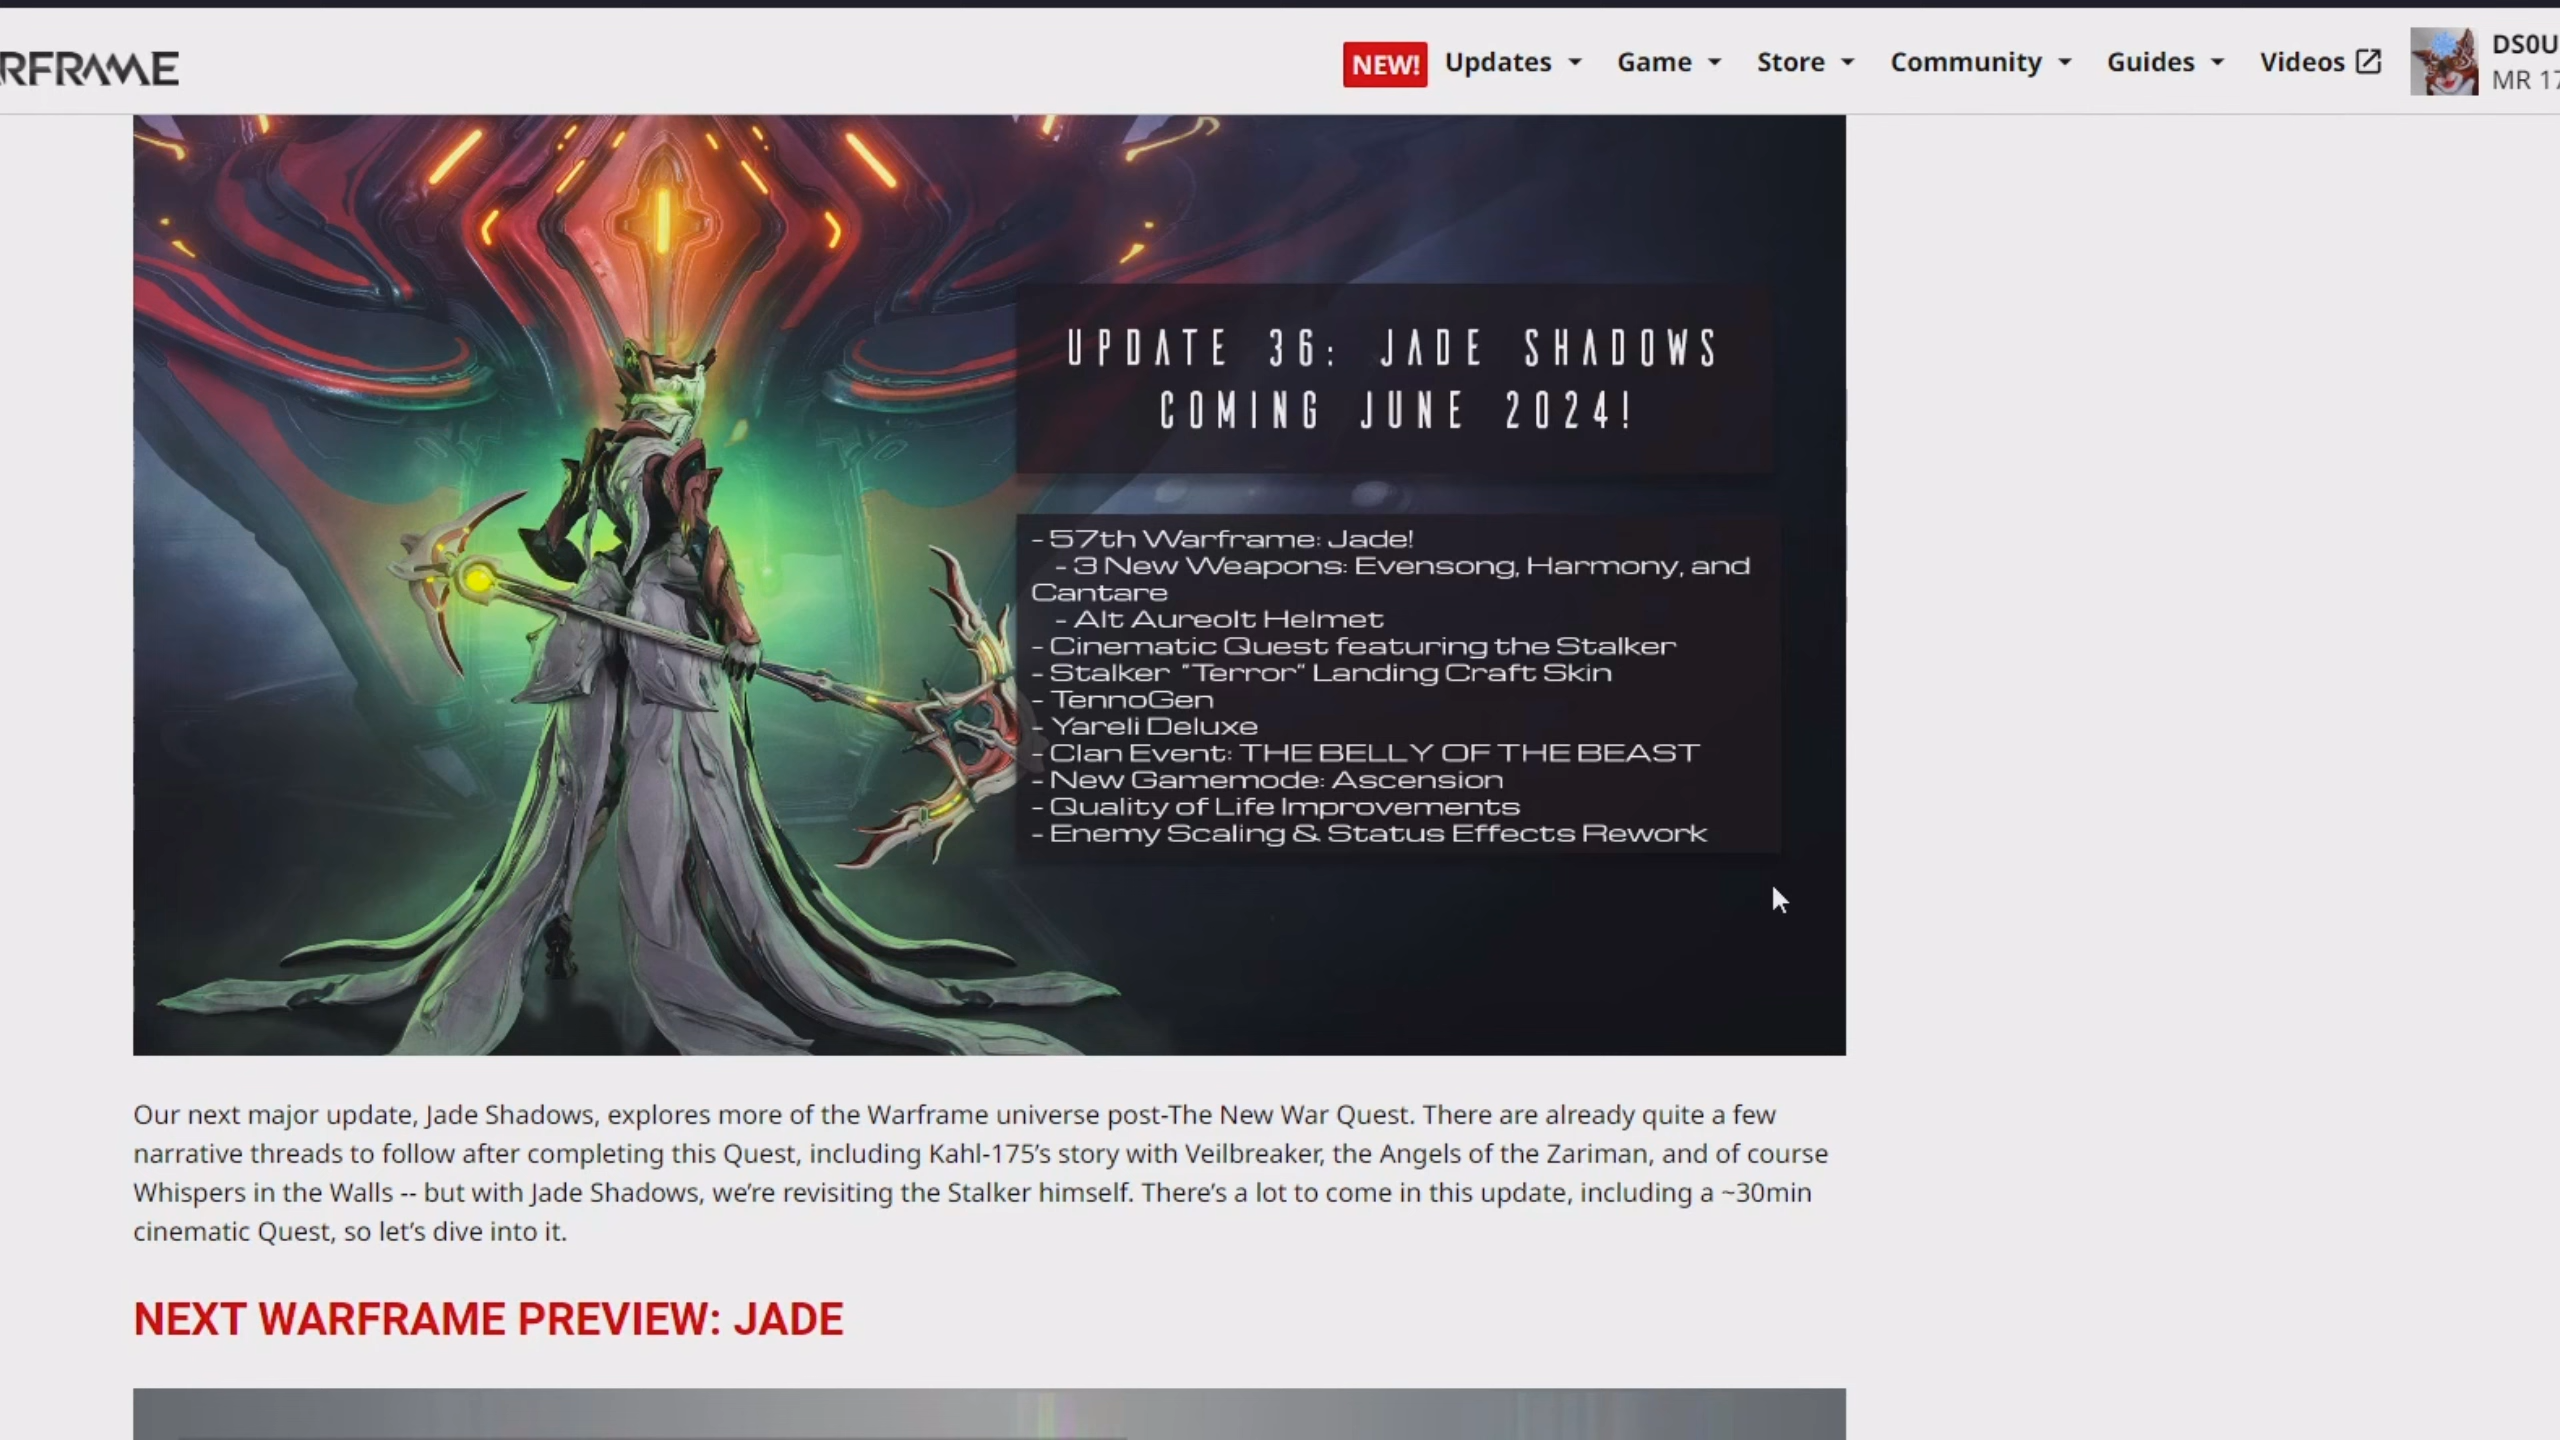 RFRAME
NEW! Updates Game Store Community Guides Videos
DS0U
MR 17
UPDATE 36: JADE SHADOWS
COMING JUNE 2024!
- 57th Warframe: Jade!
- 3 New Weapons: Evensong, Harmony, and
Cantare
- Alt Aureolt Helmet
- Cinematic Quest featuring the Stalker
- Stalker "Terror" Landing Craft Skin
- TennoGen
- Yareli Deluxe
- Clan Event: THE BELLY OF THE BEAST
- New Gamemode: Ascension
- Quality of Life Improvements
- Enemy Scaling & Status Effects Rework
Our next major update, Jade Shadows, explores more of the Warframe universe post-The New War Quest. There are already quite a few
narrative threads to follow after completing this Quest, including Kahl-175’s story with Veilbreaker, the Angels of the Zariman, and of course
Whispers in the Walls -- but with Jade Shadows, we’re revisiting the Stalker himself. There’s a lot to come in this update, including a ~30min
cinematic Quest, so let’s dive into it.
NEXT WARFRAME PREVIEW: JADE